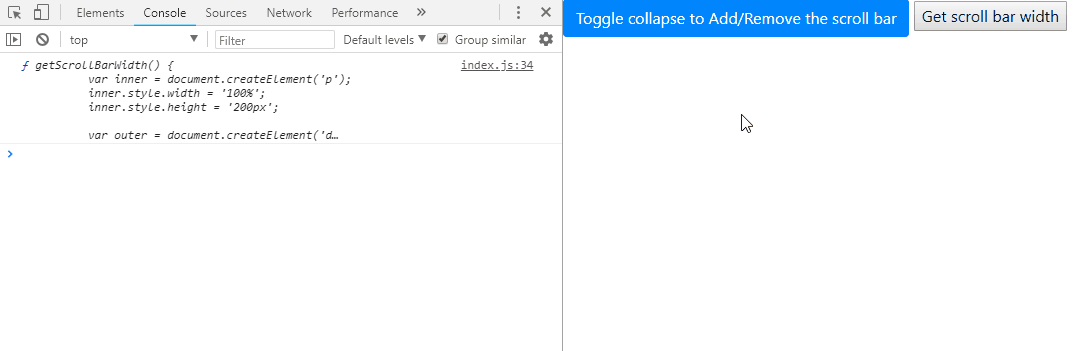 Elements Console Sources Network Performance »
top Filter Default levels ▼ Group similar
ƒ getScrollBarWidth() { index.js:34
var inner = document.createElement('p');
inner.style.width = '100%';
inner.style.height = '200px';
var outer = document.createElement('d…
Toggle collapse to Add/Remove the scroll bar
Get scroll bar width